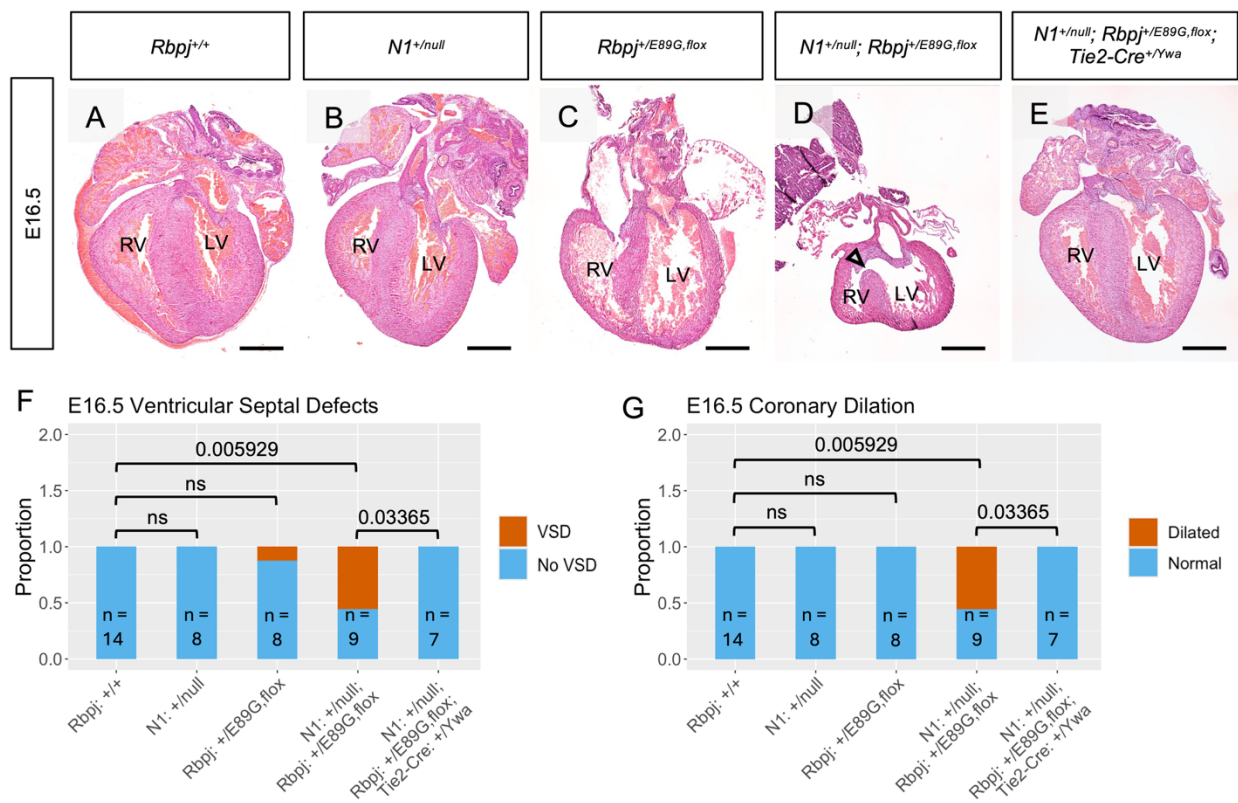 Rbpj+/+
N1+/null
Rbpj+/E89G,flox
N1+/null; Rbpj+/E89G,flox
N1+/null; Rbpj+/E89G,flox;
Tie2-Cre+/Ywa
E16.5
A
B
C
D
E
RV
LV
RV
LV
RV
LV
RV
LV
RV
LV
F
E16.5 Ventricular Septal Defects
2.0
1.5
1.0
0.5
0.0
Proportion
0.005929
ns
ns
0.03365
n =
14
n =
8
n =
8
n =
9
n =
7
VSD
No VSD
Rbpj: +/+
N1: +/null
Rbpj: +/E89G,flox
N1: +/null;
Rbpj: +/E89G,flox
N1: +/null;
Rbpj: +/E89G,flox;
Tie2-Cre: +/Ywa
G
E16.5 Coronary Dilation
2.0
1.5
1.0
0.5
0.0
Proportion
0.005929
ns
ns
0.03365
n =
14
n =
8
n =
8
n =
9
n =
7
Dilated
Normal
Rbpj: +/+
N1: +/null
Rbpj: +/E89G,flox
N1: +/null;
Rbpj: +/E89G,flox
N1: +/null;
Rbpj: +/E89G,flox;
Tie2-Cre: +/Ywa